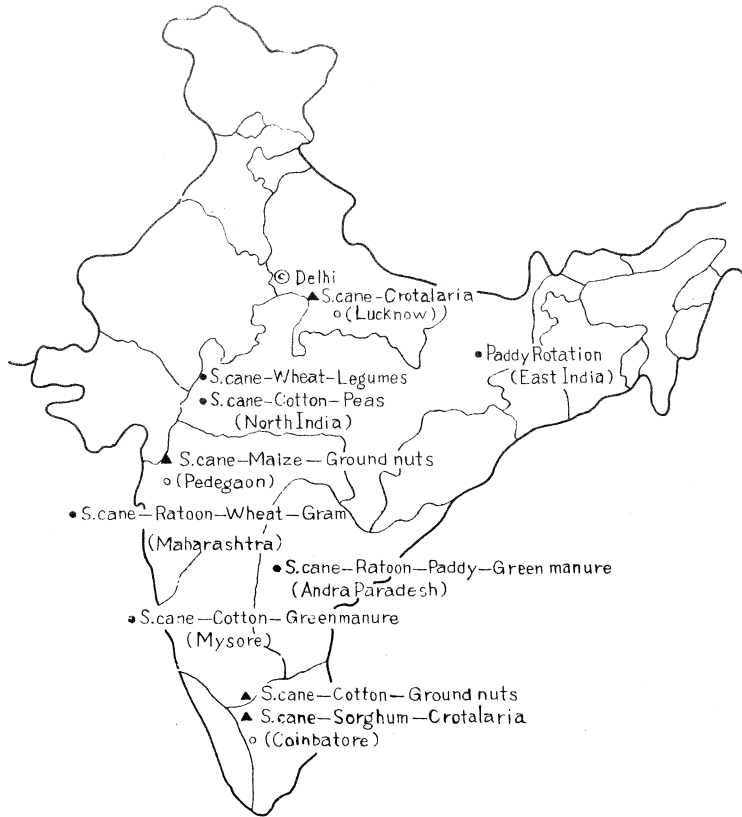 © Delhi
▲ S.cane-Crotalaria
○ (Lucknow)
• Paddy Rotation
(East India)
• S.cane-Wheat-Legumes
• S.cane-Cotton-Peas
(North India)
▲ S.cane-Maize-Ground nuts
○ (Pedegaon)
• S.cane-Ratoon-Wheat-Gram
(Maharashtra)
• S.cane-Ratoon-Paddy-Green manure
(Andra Paradesh)
• S.cane-Cotton-Greenmanure
(Mysore)
▲ S.cane-Cotton-Ground nuts
▲ S.cane-Sorghum-Crotalaria
○ (Coinbatore)